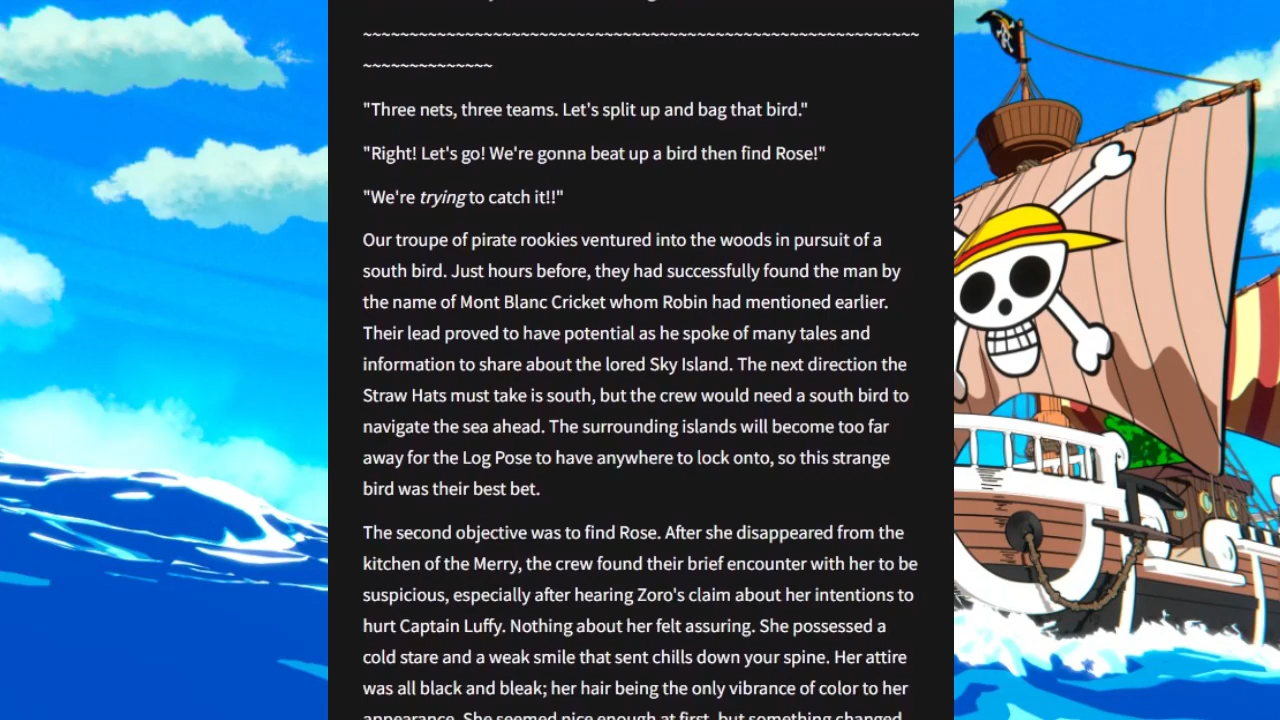 ~~~~~~~~~~~~~~~~~~~~~~~~~~~~~~~~~~~~~~~~~~~~~~~~~~~~~~~~~~~~
~~~~~~~~~~~~~~
"Three nets, three teams. Let's split up and bag that bird."
"Right! Let's go! We're gonna beat up a bird then find Rose!"
"We're trying to catch it!!"
Our troupe of pirate rookies ventured into the woods in pursuit of a
south bird. Just hours before, they had successfully found the man by
the name of Mont Blanc Cricket whom Robin had mentioned earlier.
Their lead proved to have potential as he spoke of many tales and
information to share about the lored Sky Island. The next direction the
Straw Hats must take is south, but the crew would need a south bird to
navigate the sea ahead. The surrounding islands will become too far
away for the Log Pose to have anywhere to lock onto, so this strange
bird was their best bet.
The second objective was to find Rose. After she disappeared from the
kitchen of the Merry, the crew found their brief encounter with her to be
suspicious, especially after hearing Zoro's claim about her intentions to
hurt Captain Luffy. Nothing about her felt assuring. She possessed a
cold stare and a weak smile that sent chills down your spine. Her attire
was all black and bleak; her hair being the only vibrance of color to her
appearance. She seemed nice enough at first, but something changed